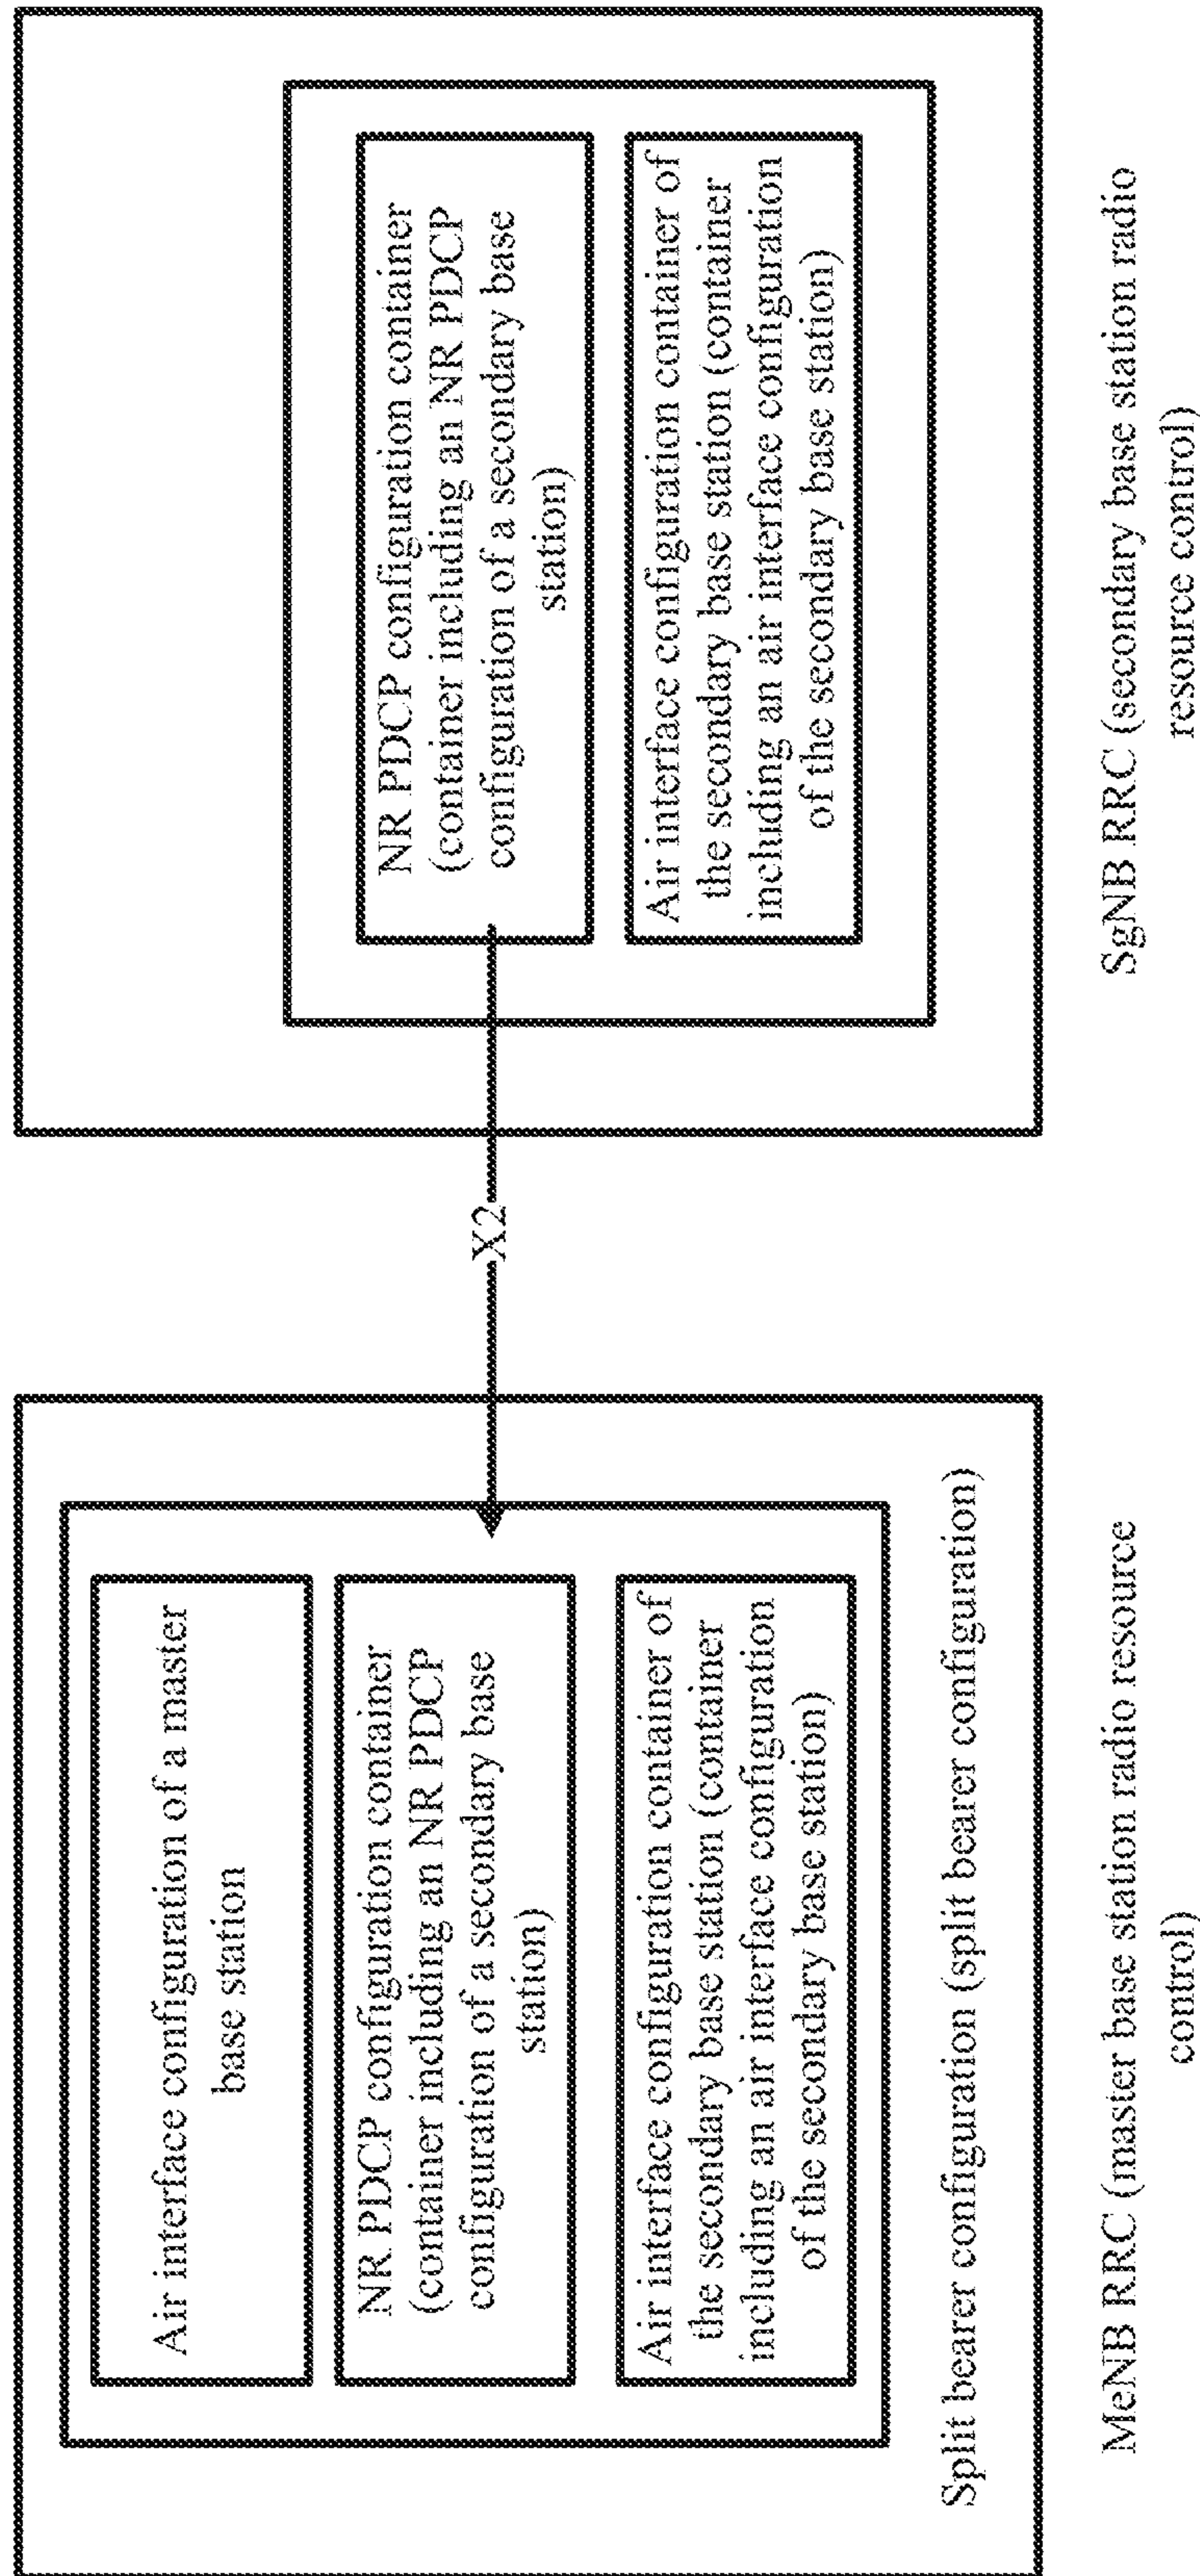 Air interface configuration of a master
base station
NR PDCP configuration container
(container including an NR PDCP
configuration of a secondary base
station)
Air interface configuration container of
the secondary base station (container
including an air interface configuration
of the secondary base station)
Split bearer configuration (split bearer configuration)
MeNB RRC (master base station radio resource
control)
X2
NR PDCP configuration container
(container including an NR PDCP
configuration of a secondary base
station)
Air interface configuration container of
the secondary base station (container
including an air interface configuration
of the secondary base station)
SgNB RRC (secondary base station radio
resource control)